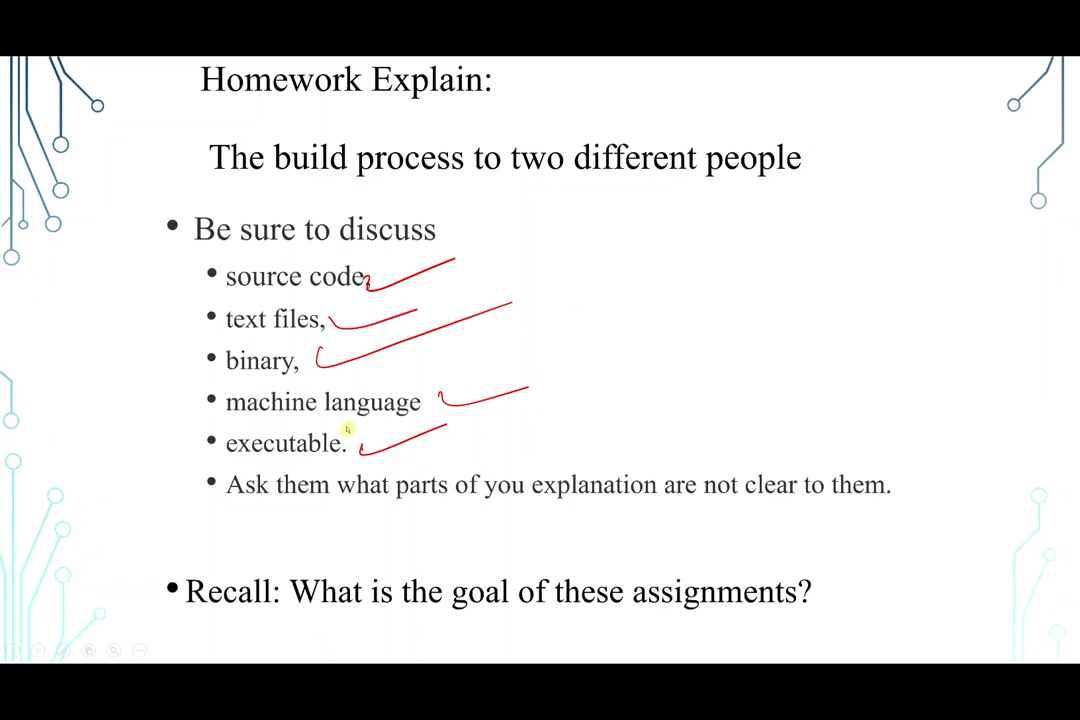 Homework Explain:
The build process to two different people
• Be sure to discuss
• source code,
• text files,
• binary,
• machine language
• executable.
• Ask them what parts of you explanation are not clear to them.
• Recall: What is the goal of these assignments?